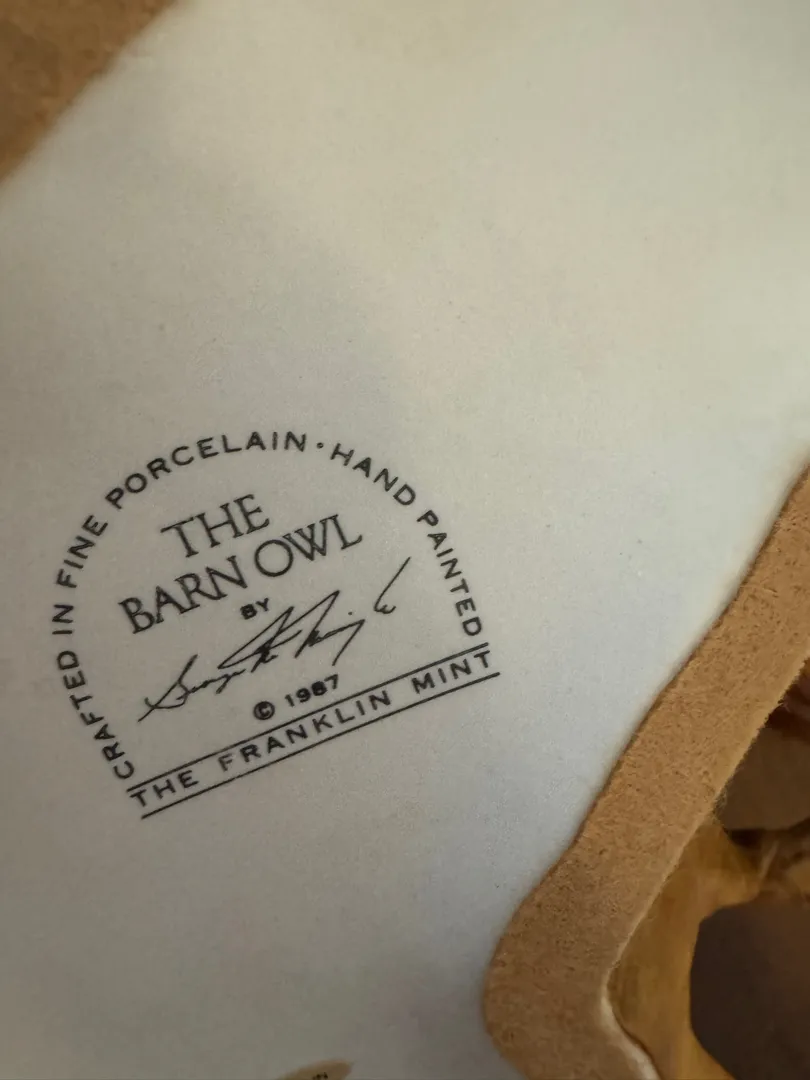 CRAFTED IN FINE PORCELAIN · HAND PAINTED
THE
BARN OWL
BY
© 1987
THE FRANKLIN MINT